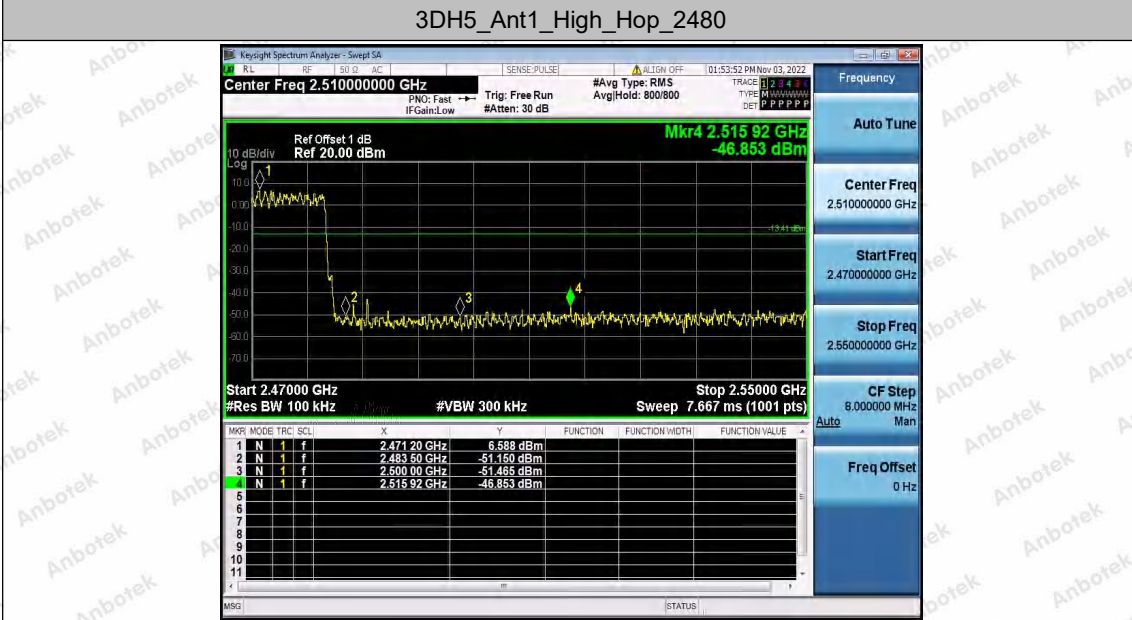 3DH5_Ant1_High_Hop_2480
Keysight Spectrum Analyzer - Swept SA
RL RF 50 Ω AC SENSE:PULSE ALIGN OFF 01:53:52 PM Nov 03, 2022
Center Freq 2.510000000 GHz
PNO: Fast
IFGain:Low
Trig: Free Run
#Atten: 30 dB
#Avg Type: RMS
Avg|Hold: 800/800
TRACE 1 2 3 4 5 6
TYPE M WWWWW
DET P P P P P P
Ref Offset 1 dB
Ref 20.00 dBm
10 dB/div
Log
Mkr4 2.515 92 GHz
-46.853 dBm
10.0
0.00
-10.0
-20.0
-30.0
-40.0
-50.0
-60.0
-70.0
1
2
3
4
-13.41 dBm
Start 2.47000 GHz
Stop 2.55000 GHz
#Res BW 100 kHz
#VBW 300 kHz
Sweep 7.667 ms (1001 pts)
MKR MODE TRC SCL X Y FUNCTION FUNCTION WIDTH FUNCTION VALUE
1 N 1 f 2.471 20 GHz 6.588 dBm
2 N 1 f 2.483 50 GHz -51.150 dBm
3 N 1 f 2.500 00 GHz -51.465 dBm
4 N 1 f 2.515 92 GHz -46.853 dBm
5
6
7
8
9
10
11
MSG
STATUS
Frequency
Auto Tune
Center Freq
2.510000000 GHz
Start Freq
2.470000000 GHz
Stop Freq
2.550000000 GHz
CF Step
8.000000 MHz
Auto Man
Freq Offset
0 Hz
Anbotek